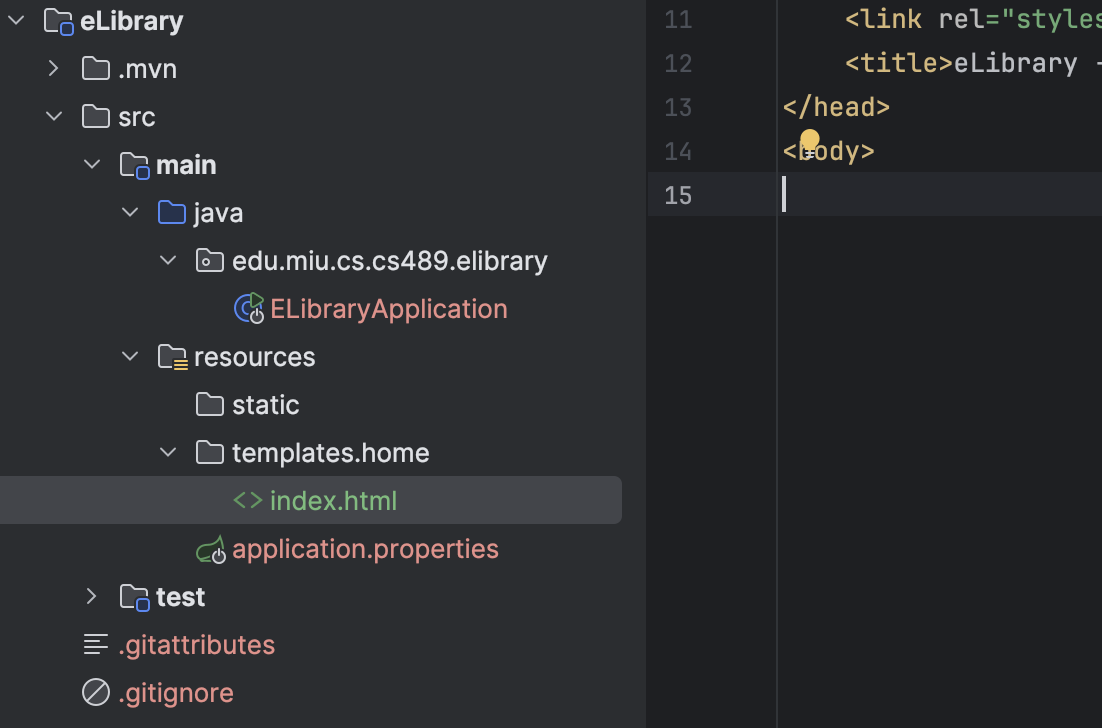 eLibrary
.mvn
src
main
java
edu.miu.cs.cs489.elibrary
ELibraryApplication
resources
static
templates.home
index.html
application.properties
test
.gitattributes
.gitignore
11 <link rel="styles
12 <title>eLibrary -
13 </head>
14 <body>
15